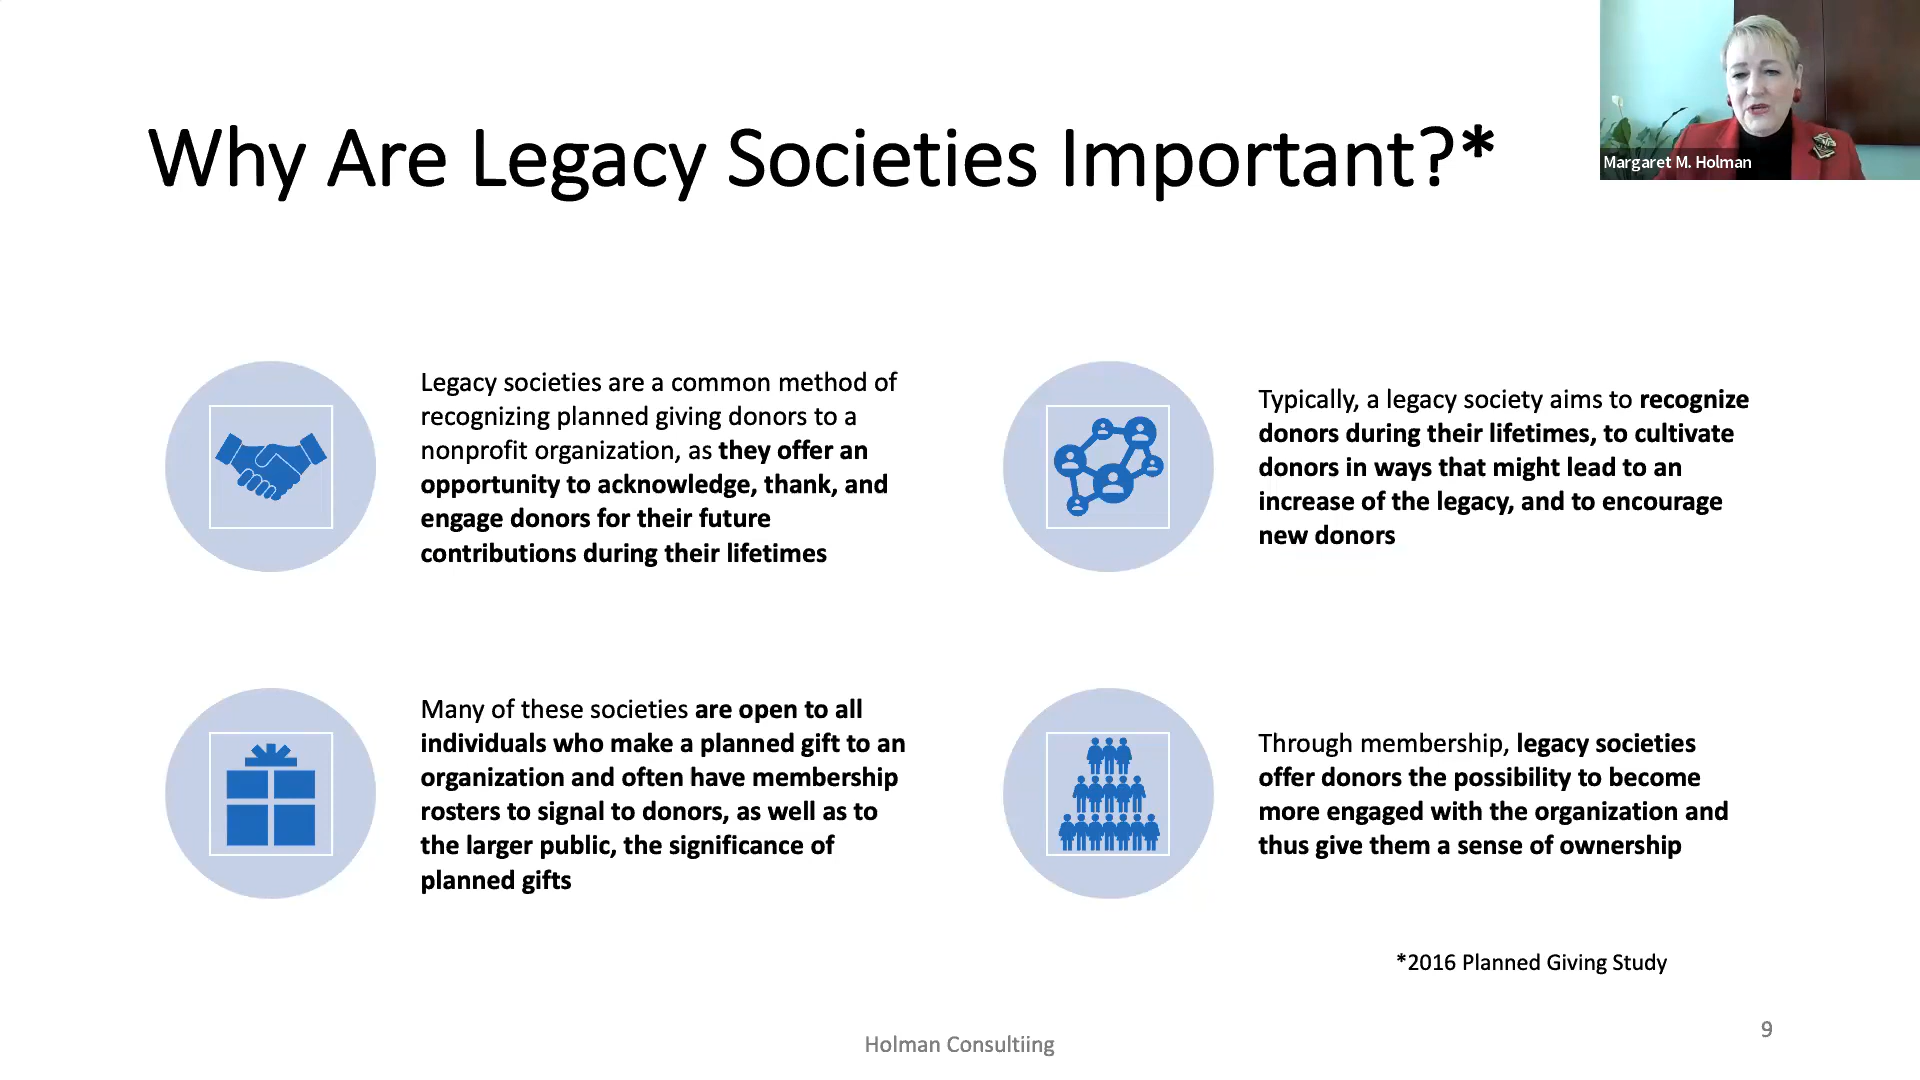 Why Are Legacy Societies Important?*
Margaret M. Holman
Legacy societies are a common method of
recognizing planned giving donors to a
nonprofit organization, as they offer an
opportunity to acknowledge, thank, and
engage donors for their future
contributions during their lifetimes
Typically, a legacy society aims to recognize
donors during their lifetimes, to cultivate
donors in ways that might lead to an
increase of the legacy, and to encourage
new donors
Many of these societies are open to all
individuals who make a planned gift to an
organization and often have membership
rosters to signal to donors, as well as to
the larger public, the significance of
planned gifts
Through membership, legacy societies
offer donors the possibility to become
more engaged with the organization and
thus give them a sense of ownership
*2016 Planned Giving Study
Holman Consultiing
9